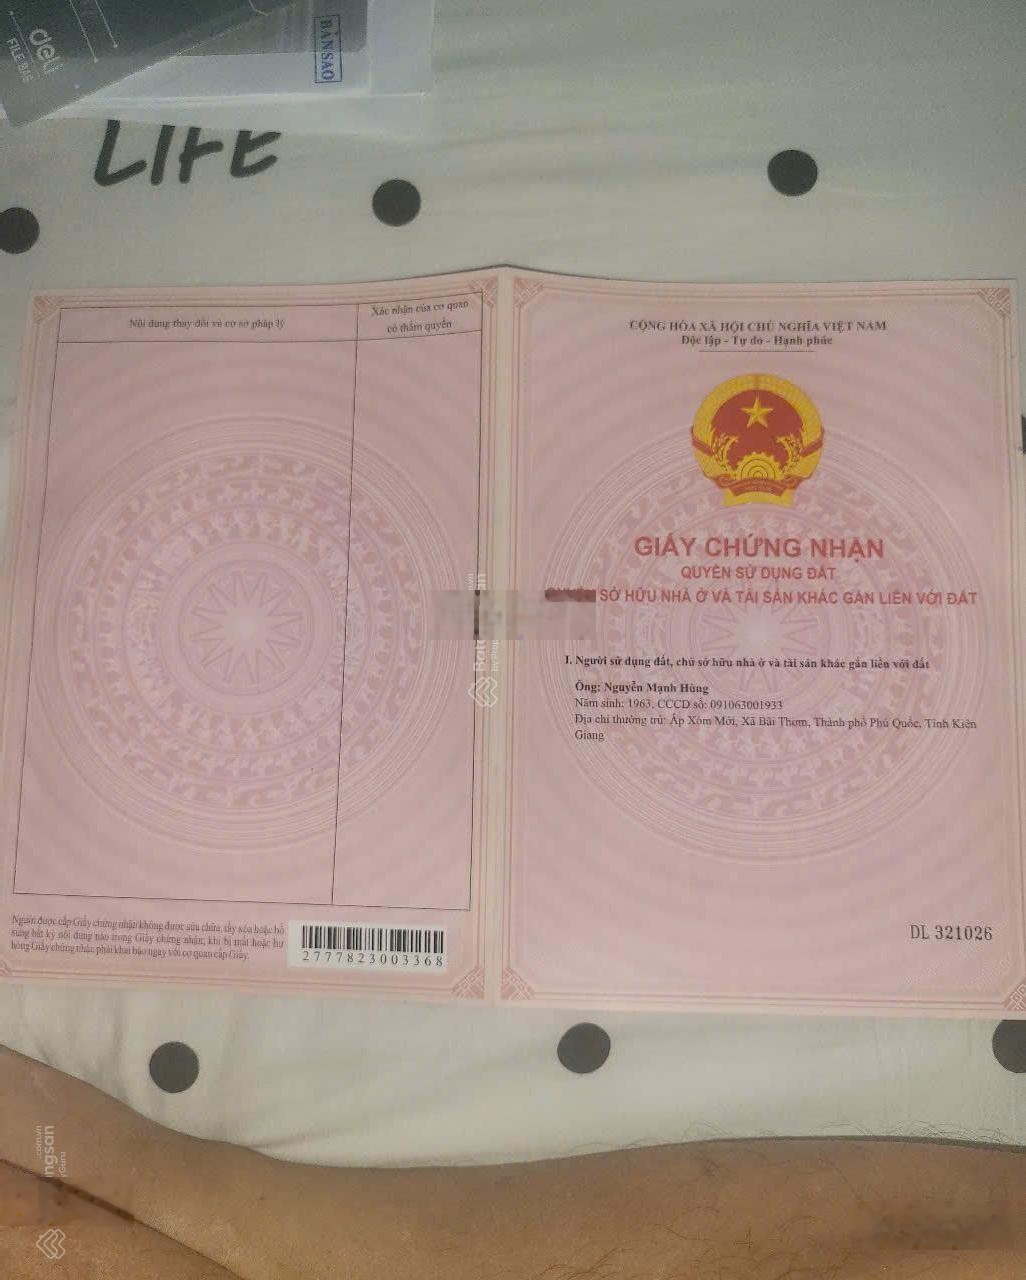 deli
FILE BAG
BẢN SAO
LIFE
Nội dung thay đổi và cơ sở pháp lý
Xác nhận của cơ quan
có thẩm quyền
Người được cấp Giấy chứng nhận không được sửa chữa, tẩy xóa hoặc bổ
sung bất kỳ nội dung nào trong Giấy chứng nhận; khi bị mất hoặc hư
hỏng Giấy chứng nhận phải khai báo ngay với cơ quan cấp Giấy.
2777823003368
CỘNG HÒA XÃ HỘI CHỦ NGHĨA VIỆT NAM
Độc lập - Tự do - Hạnh phúc
GIẤY CHỨNG NHẬN
QUYỀN SỬ DỤNG ĐẤT
SỞ HỮU NHÀ Ở VÀ TÀI SẢN KHÁC GẮN LIỀN VỚI ĐẤT
I. Người sử dụng đất, chủ sở hữu nhà ở và tài sản khác gắn liền với đất
Ông: Nguyễn Mạnh Hùng
Năm sinh: 1963, CCCD số: 091063001933
Địa chỉ thường trú: Ấp Xóm Mới, Xã Bãi Thơm, Thành phố Phú Quốc, Tỉnh Kiên
Giang
DL 321026